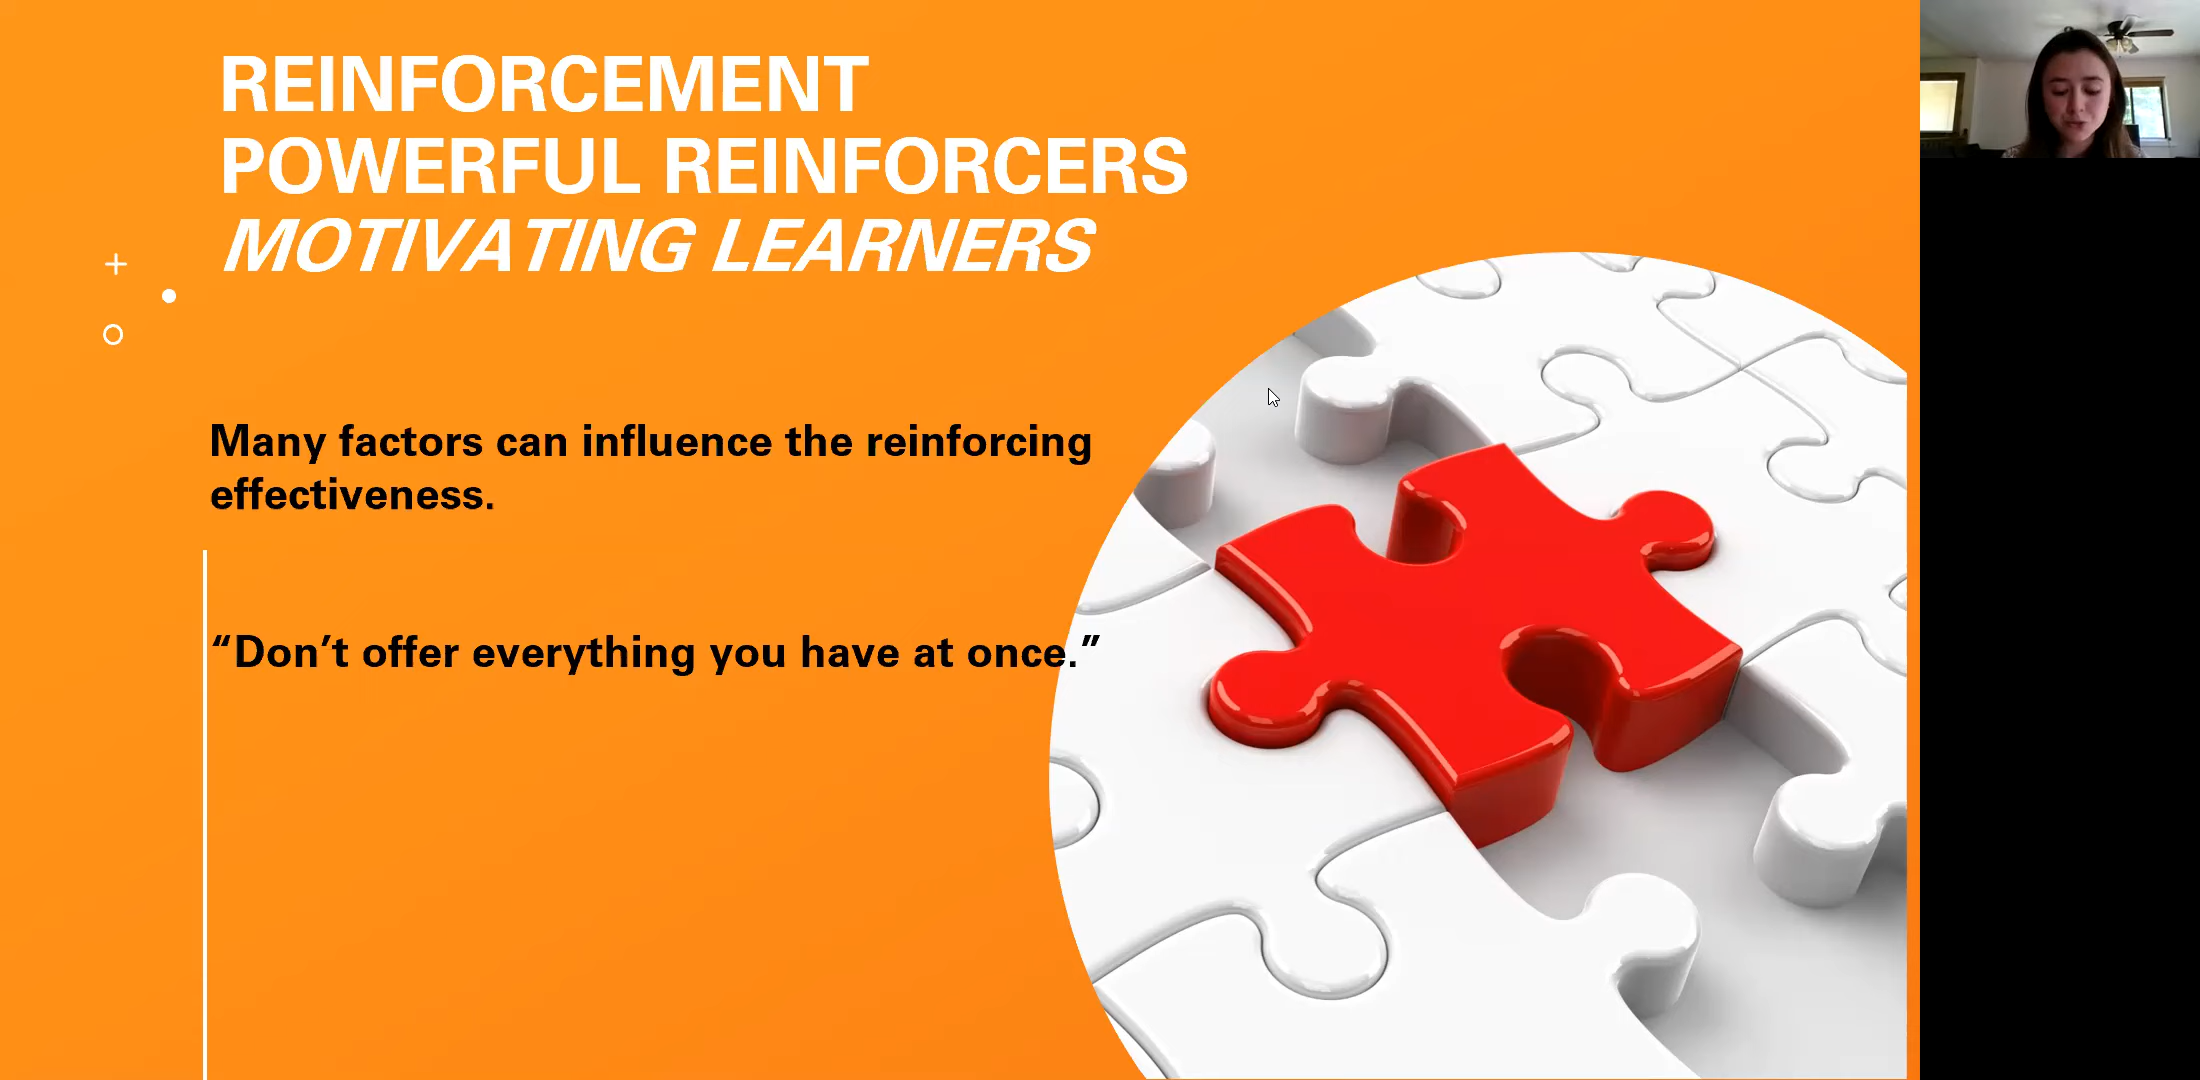 REINFORCEMENT
POWERFUL REINFORCERS
MOTIVATING LEARNERS
Many factors can influence the reinforcing
effectiveness.
“Don’t offer everything you have at once.”